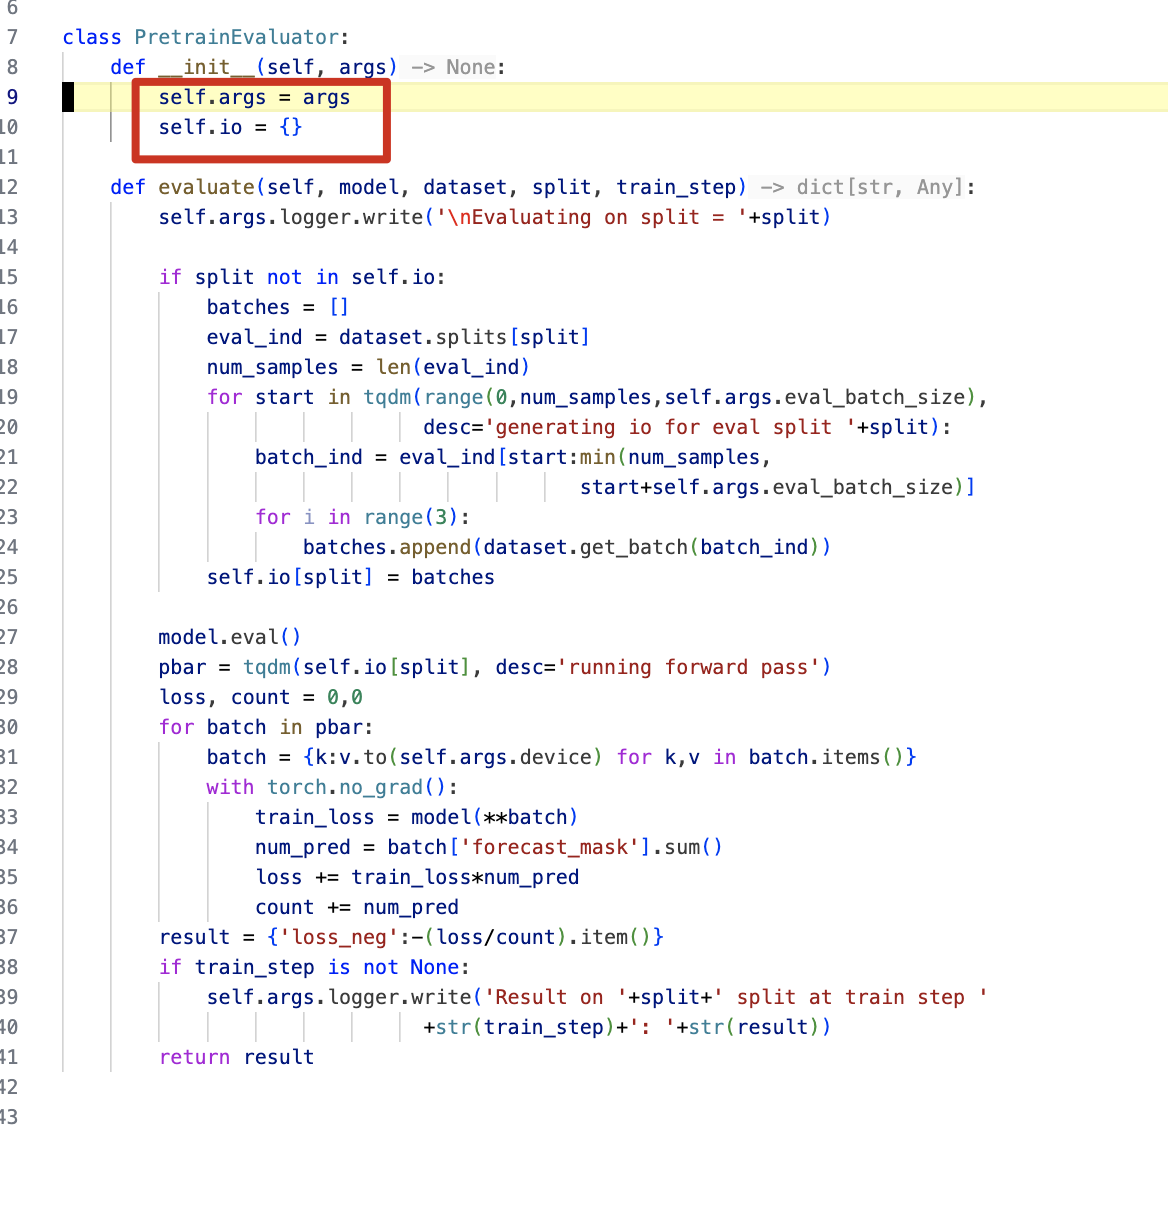 6
7 class PretrainEvaluator:
8 def __init__(self, args) -> None:
9 self.args = args
10 self.io = {}
11
12 def evaluate(self, model, dataset, split, train_step) -> dict[str, Any]:
13 self.args.logger.write('\nEvaluating on split = '+split)
14
15 if split not in self.io:
16 batches = []
17 eval_ind = dataset.splits[split]
18 num_samples = len(eval_ind)
19 for start in tqdm(range(0,num_samples,self.args.eval_batch_size),
20 desc='generating io for eval split '+split):
21 batch_ind = eval_ind[start:min(num_samples,
22 start+self.args.eval_batch_size)]
23 for i in range(3):
24 batches.append(dataset.get_batch(batch_ind))
25 self.io[split] = batches
26
27 model.eval()
28 pbar = tqdm(self.io[split], desc='running forward pass')
29 loss, count = 0,0
30 for batch in pbar:
31 batch = {k:v.to(self.args.device) for k,v in batch.items()}
32 with torch.no_grad():
33 train_loss = model(**batch)
34 num_pred = batch['forecast_mask'].sum()
35 loss += train_loss*num_pred
36 count += num_pred
37 result = {'loss_neg':-(loss/count).item()}
38 if train_step is not None:
39 self.args.logger.write('Result on '+split+' split at train step '
40 +str(train_step)+': '+str(result))
41 return result
42
43